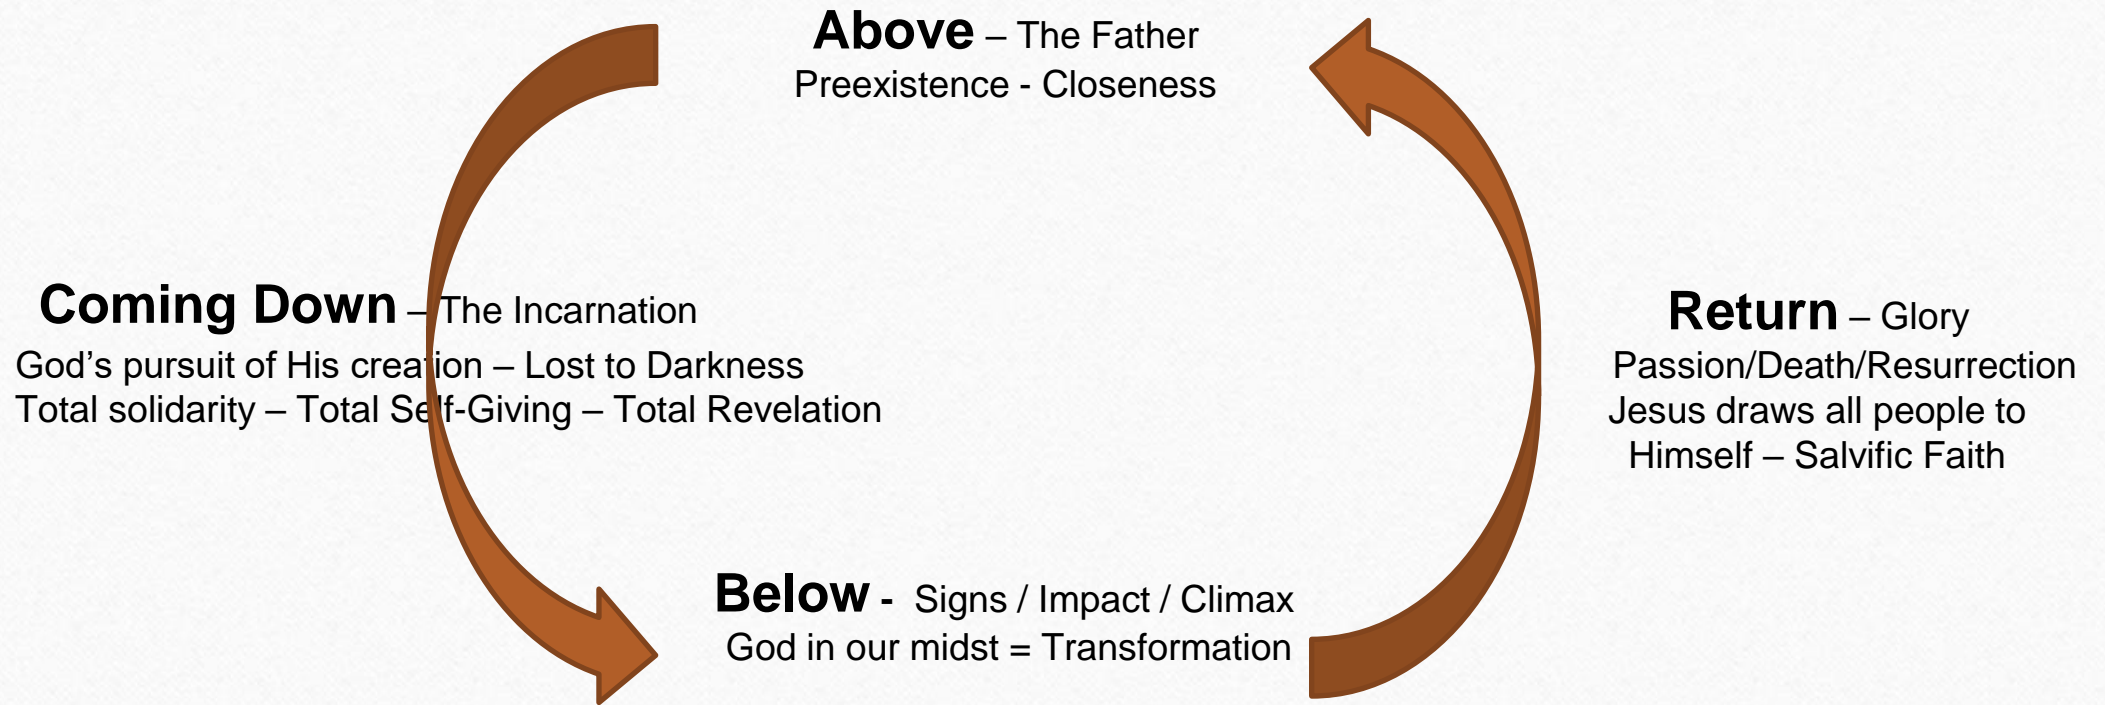 Above – The Father
Preexistence - Closeness
Coming Down – The Incarnation
God’s pursuit of His creation – Lost to Darkness
Total solidarity – Total Self-Giving – Total Revelation
Return – Glory
Passion/Death/Resurrection
Jesus draws all people to
Himself – Salvific Faith
Below - Signs / Impact / Climax
God in our midst = Transformation